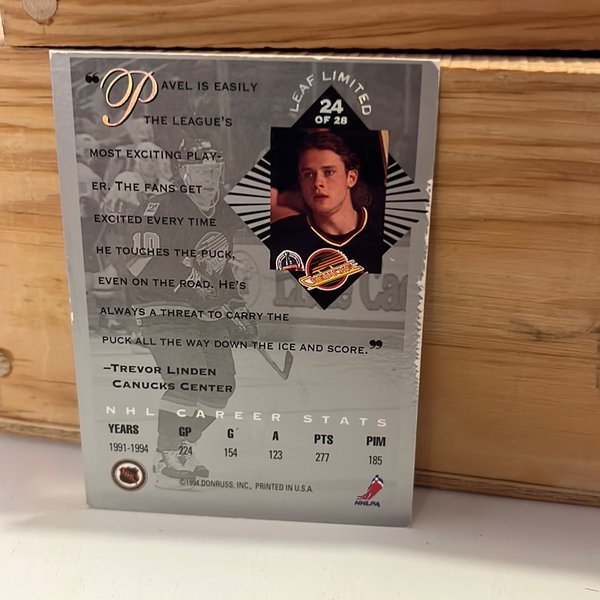 LEAF LIMITED
24
OF 28
“PAVEL IS EASILY
THE LEAGUE'S
MOST EXCITING PLAY-
ER. THE FANS GET
EXCITED EVERY TIME
HE TOUCHES THE PUCK,
EVEN ON THE ROAD. HE'S
ALWAYS A THREAT TO CARRY THE
PUCK ALL THE WAY DOWN THE ICE AND SCORE.”
–TREVOR LINDEN
CANUCKS CENTER
Canucks
10
NHL CAREER STATS
YEARS GP G A PTS PIM
1991-1994 224 154 123 277 185
©1994 DONRUSS, INC., PRINTED IN U.S.A.
NHL
NHLPA